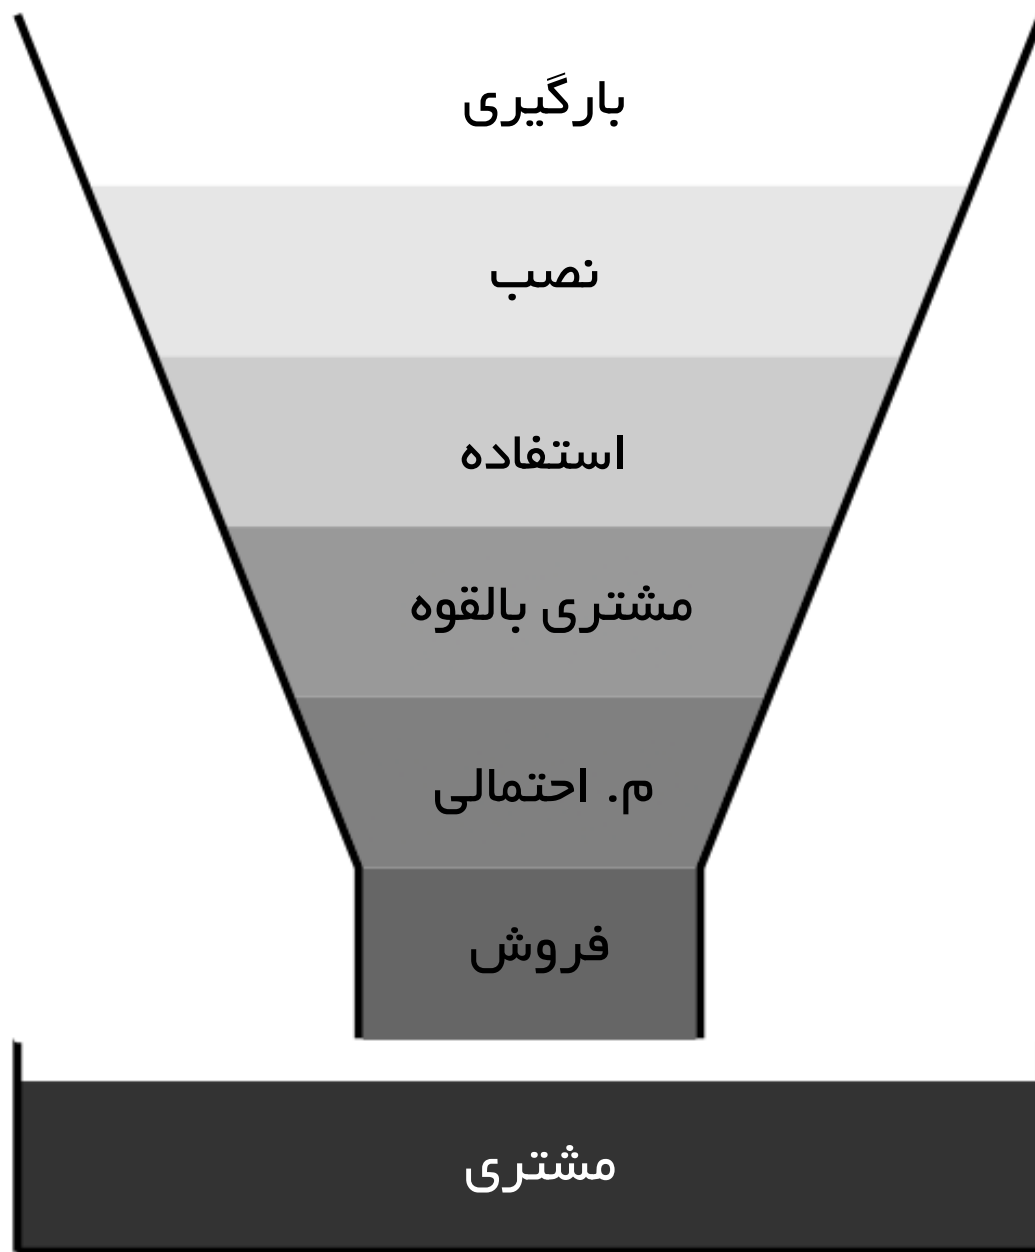 بارگیری
نصب
استفاده
مشتری بالقوه
م. احتمالی
فروش
مشتری